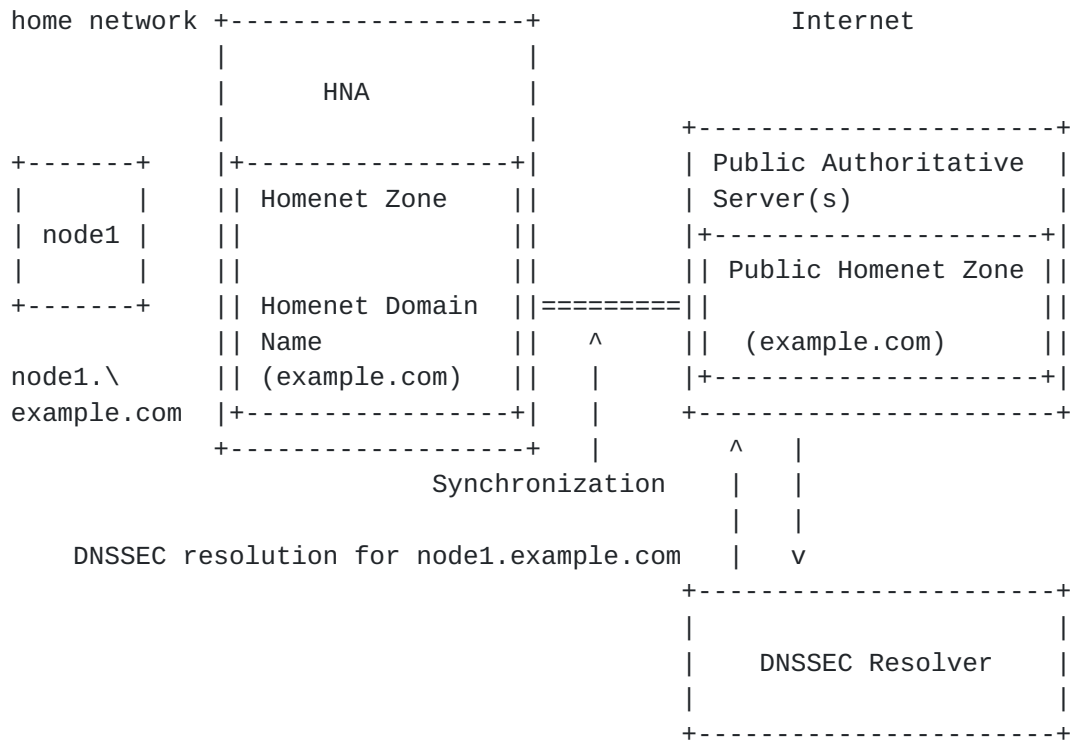 home network
Internet
HNA
Public Authoritative
Server(s)
Homenet Zone
node1
Public Homenet Zone
Homenet Domain
Name
(example.com)
(example.com)
node1.\
example.com
Synchronization
DNSSEC resolution for node1.example.com
DNSSEC Resolver